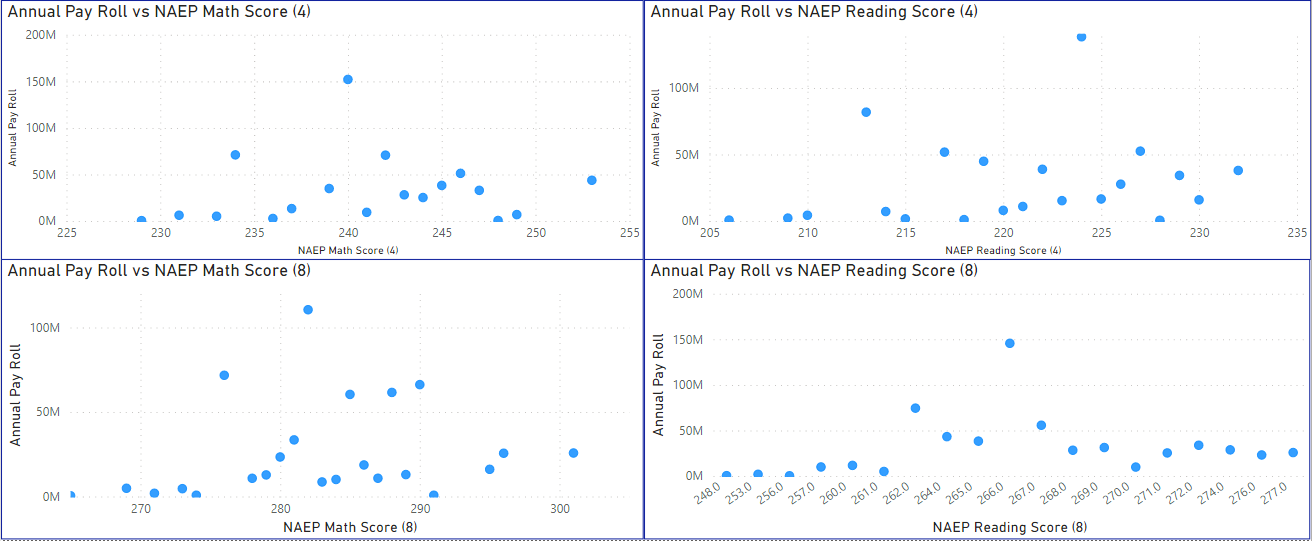 Annual Pay Roll vs NAEP Math Score (4)
200M
150M
100M
50M
0M
Annual Pay Roll
225 230 235 240 245 250 255
NAEP Math Score (4)
Annual Pay Roll vs NAEP Reading Score (4)
100M
50M
0M
Annual Pay Roll
205 210 215 220 225 230 235
NAEP Reading Score (4)
Annual Pay Roll vs NAEP Math Score (8)
100M
50M
0M
Annual Pay Roll
270 280 290 300
NAEP Math Score (8)
Annual Pay Roll vs NAEP Reading Score (8)
200M
150M
100M
50M
0M
Annual Pay Roll
248.0 253.0 256.0 257.0 260.0 261.0 262.0 264.0 265.0 266.0 267.0 268.0 269.0 270.0 271.0 272.0 274.0 276.0 277.0
NAEP Reading Score (8)